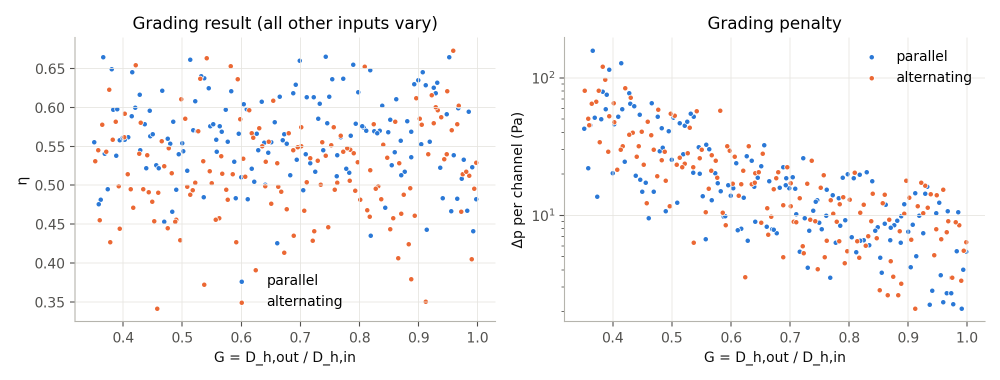 Grading result (all other inputs vary)
η
0.65
0.60
0.55
0.50
0.45
0.40
0.35
parallel
alternating
0.4 0.5 0.6 0.7 0.8 0.9 1.0
G = D_h,out / D_h,in
Grading penalty
Δp per channel (Pa)
10²
10¹
parallel
alternating
0.4 0.5 0.6 0.7 0.8 0.9 1.0
G = D_h,out / D_h,in